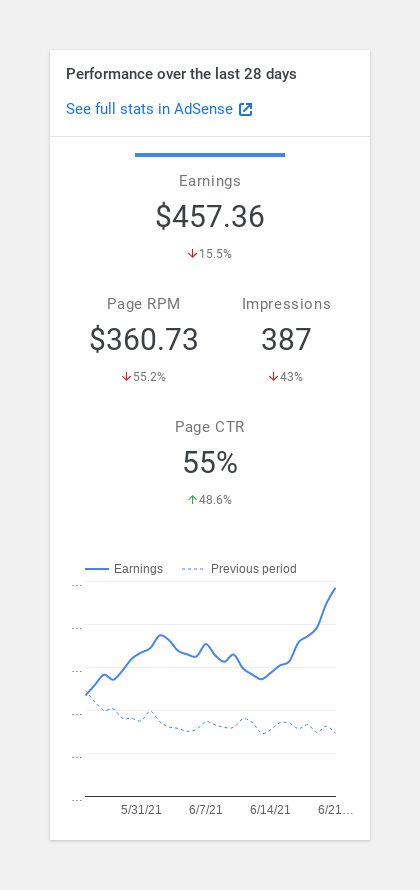 Performance over the last 28 days
See full stats in AdSense
Earnings
$457.36
15.5%
Page RPM Impressions
$360.73 387
55.2% 43%
Page CTR
55%
48.6%
Earnings Previous period
...
...
...
...
...
...
5/31/21 6/7/21 6/14/21 6/21...